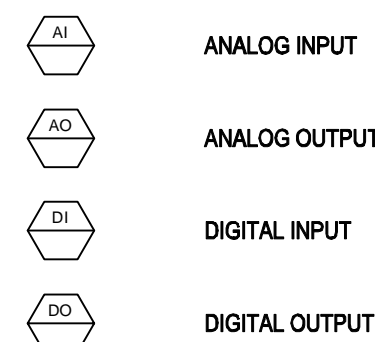 AI ANALOG INPUT
AO ANALOG OUTPUT
DI DIGITAL INPUT
DO DIGITAL OUTPUT